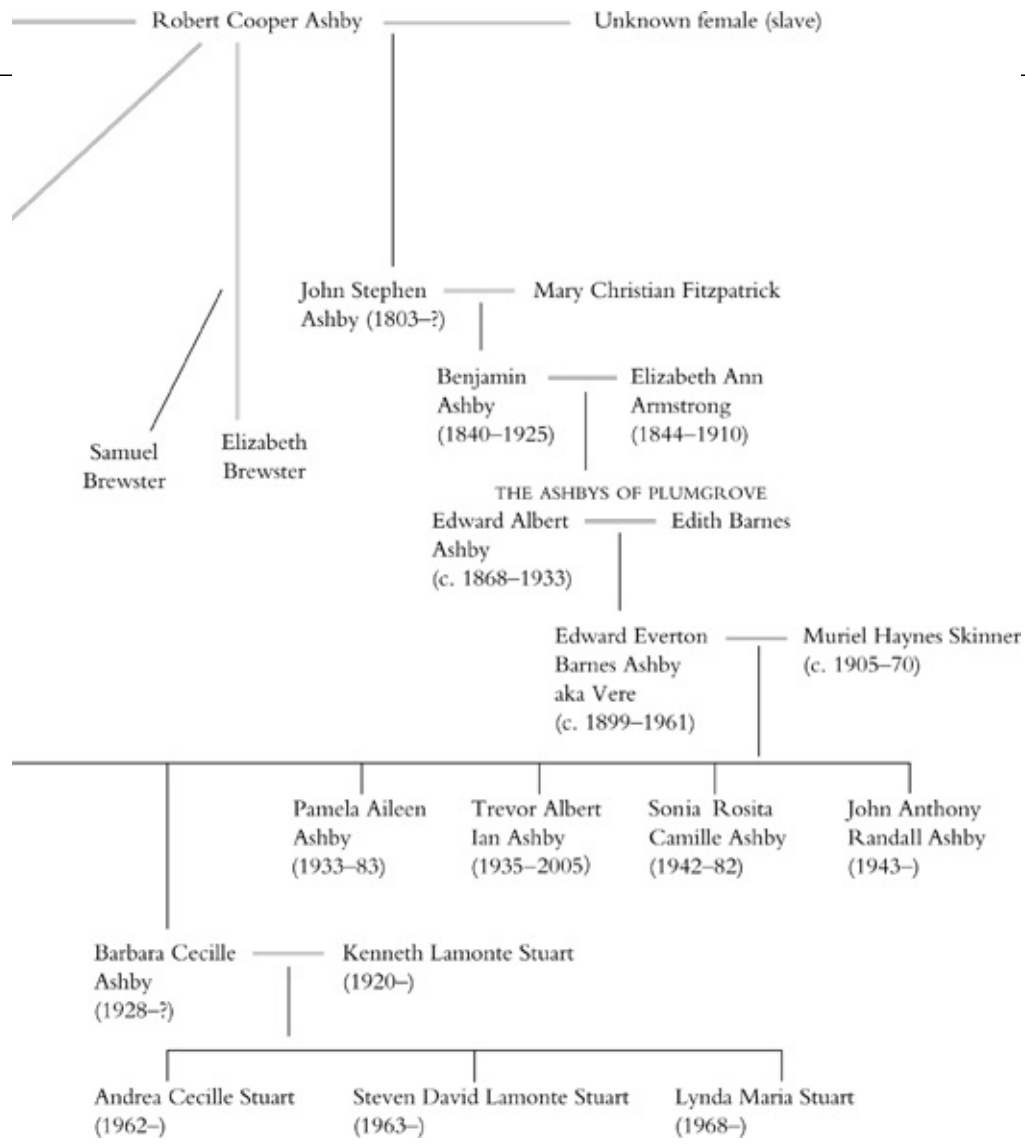 Robert Cooper Ashby
Unknown female (slave)
John Stephen
Ashby (1803–?)
Mary Christian Fitzpatrick
Benjamin
Ashby
(1840–1925)
Elizabeth Ann
Armstrong
(1844–1910)
Samuel
Brewster
Elizabeth
Brewster
THE ASHBYS OF PLUMGROVE
Edward Albert
Ashby
(c. 1868–1933)
Edith Barnes
Edward Everton
Barnes Ashby
aka Vere
(c. 1899–1961)
Muriel Haynes Skinner
(c. 1905–70)
Pamela Aileen
Ashby
(1933–83)
Trevor Albert
Ian Ashby
(1935–2005)
Sonia Rosita
Camille Ashby
(1942–82)
John Anthony
Randall Ashby
(1943–)
Barbara Cecille
Ashby
(1928–?)
Kenneth Lamonte Stuart
(1920–)
Andrea Cecille Stuart
(1962–)
Steven David Lamonte Stuart
(1963–)
Lynda Maria Stuart
(1968–)